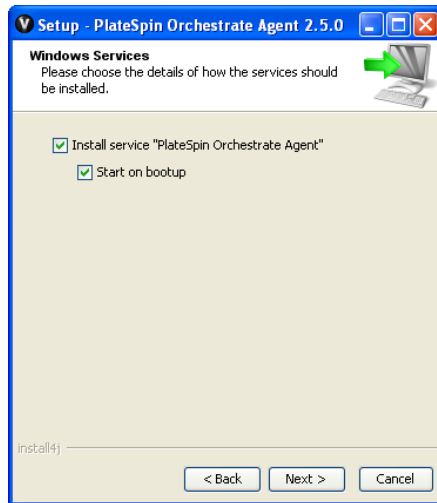 Setup - PlateSpin Orchestrate Agent 2.5.0
Windows Services
Please choose the details of how the services should
be installed.
Install service "PlateSpin Orchestrate Agent"
Start on bootup
install4j
< Back Next > Cancel